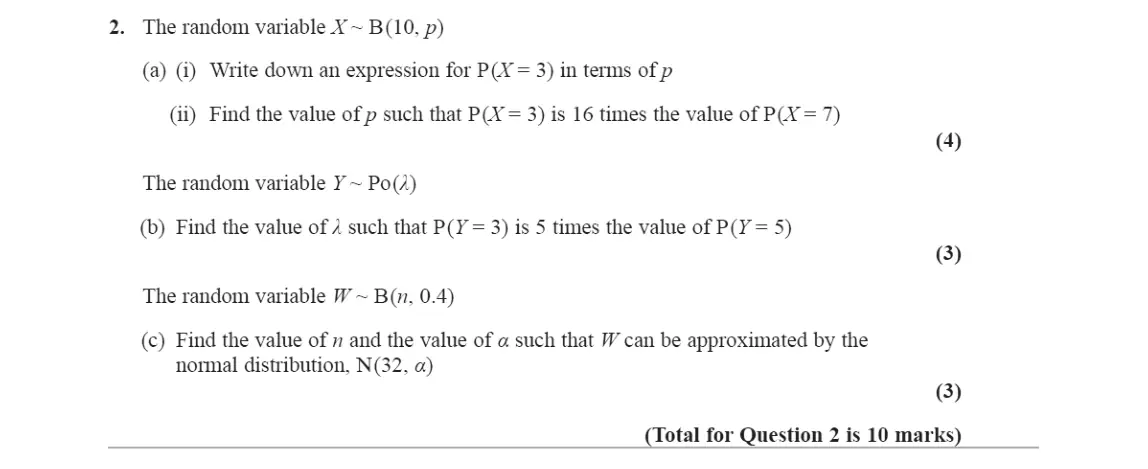 2. The random variable X ~ B(10, p)
(a) (i) Write down an expression for P(X = 3) in terms of p
(ii) Find the value of p such that P(X = 3) is 16 times the value of P(X = 7)
(4)
The random variable Y ~ Po(λ)
(b) Find the value of λ such that P(Y = 3) is 5 times the value of P(Y = 5)
(3)
The random variable W ~ B(n, 0.4)
(c) Find the value of n and the value of α such that W can be approximated by the
normal distribution, N(32, α)
(3)
(Total for Question 2 is 10 marks)